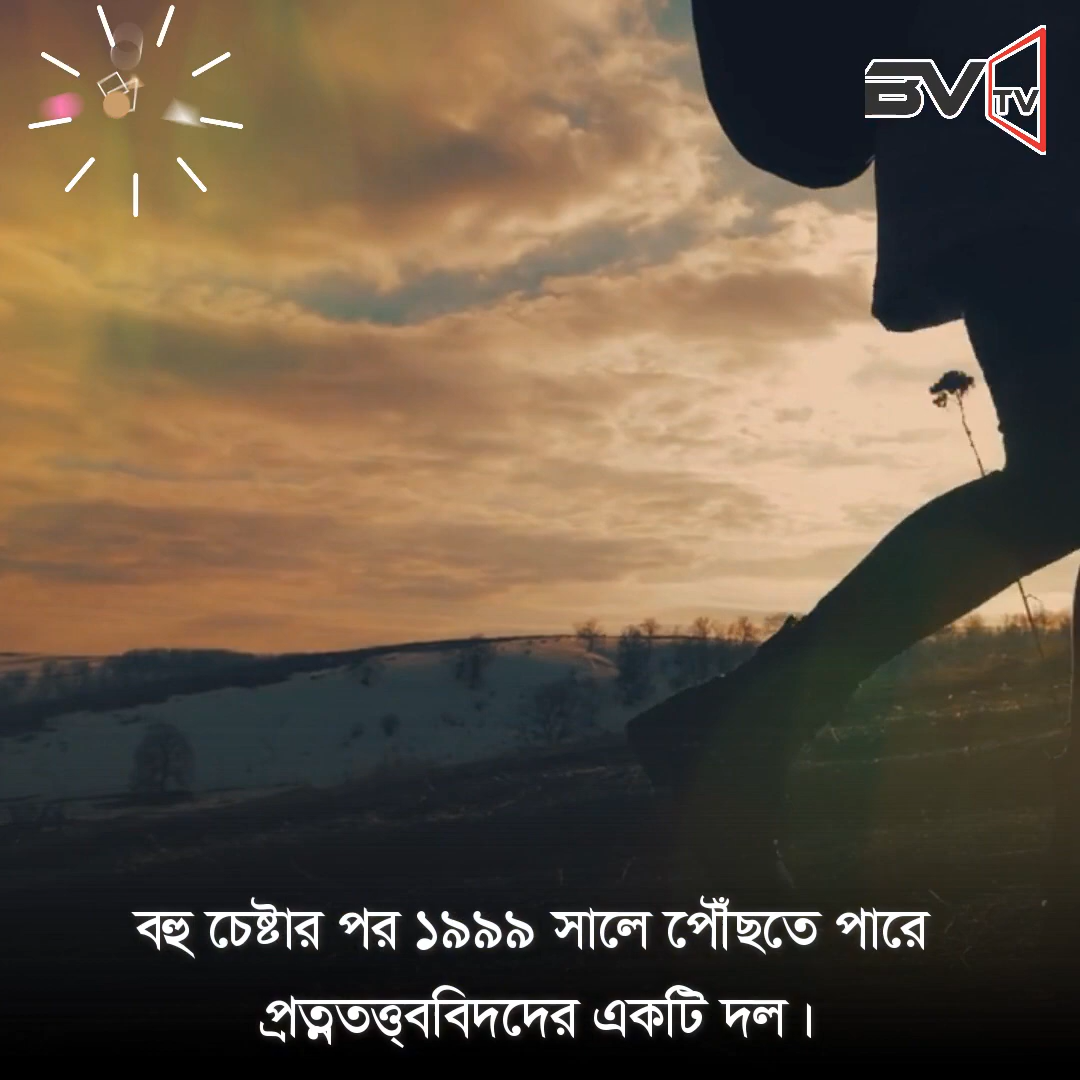 BV TV
বহু চেষ্টার পর ১৯৯৯ সালে পৌঁছতে পারে
প্রত্নতত্ত্ববিদদের একটি দল।